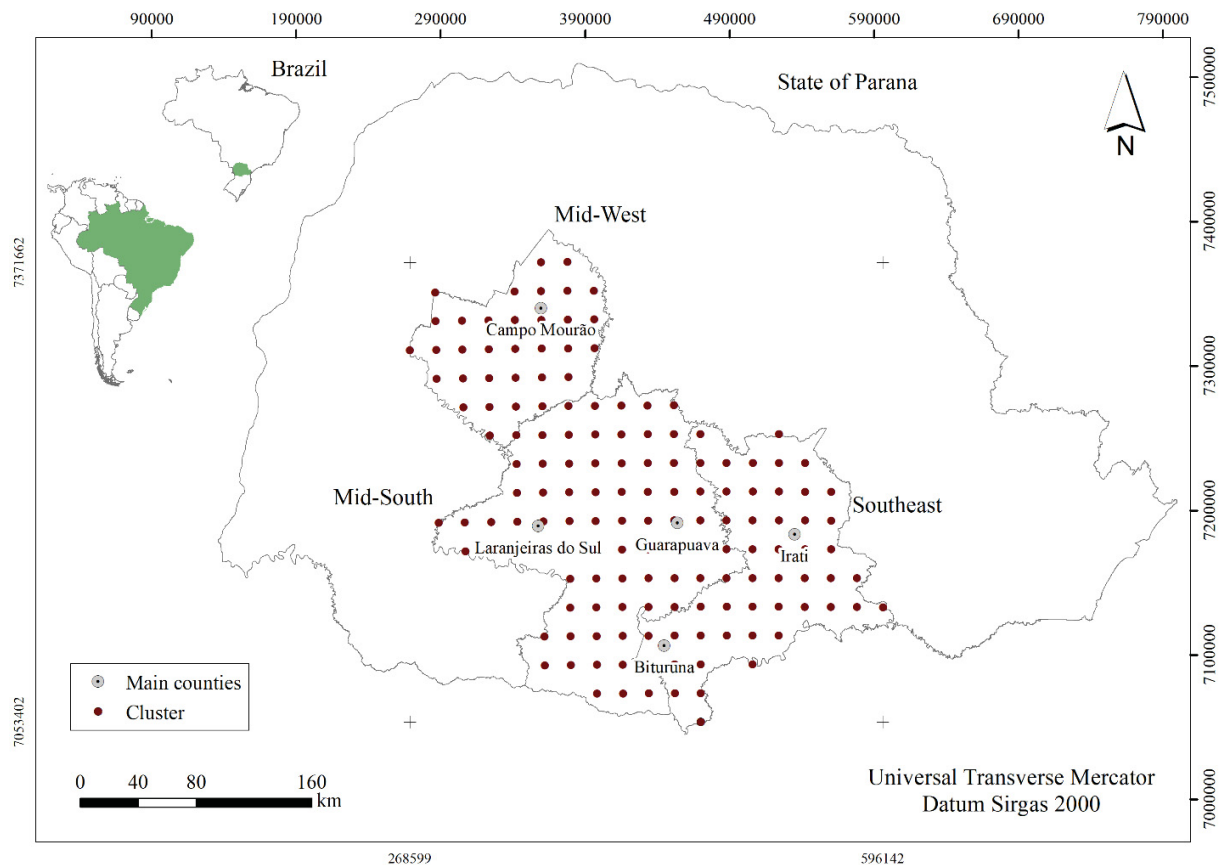 90000 190000 290000 390000 490000 590000 690000 790000
Brazil
State of Parana
N
7500000
Mid-West
7400000
7371662
Campo Mourão
7300000
Mid-South
Southeast
7200000
Laranjeiras do Sul
Guarapuava
Irati
7100000
Bituruna
Main counties
Cluster
7053402
0 40 80 160
km
Universal Transverse Mercator
Datum Sirgas 2000
7000000
268599 596142